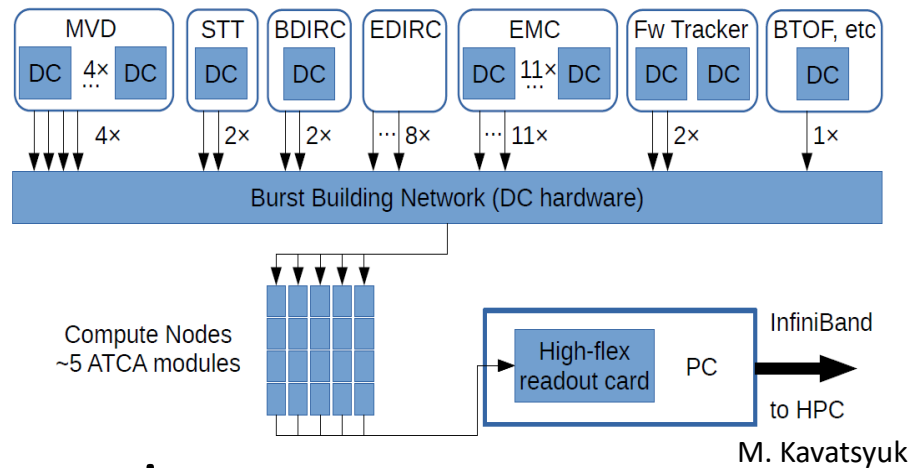 MVD
DC 4× ... DC
4×
STT
DC
2×
BDIRC
DC
2×
EDIRC
... 8×
EMC
DC 11× ... DC
... 11×
Fw Tracker
DC DC
2×
BTOF, etc
DC
1×
Burst Building Network (DC hardware)
Compute Nodes
~5 ATCA modules
High-flex
readout card
PC
InfiniBand
to HPC
M. Kavatsyuk